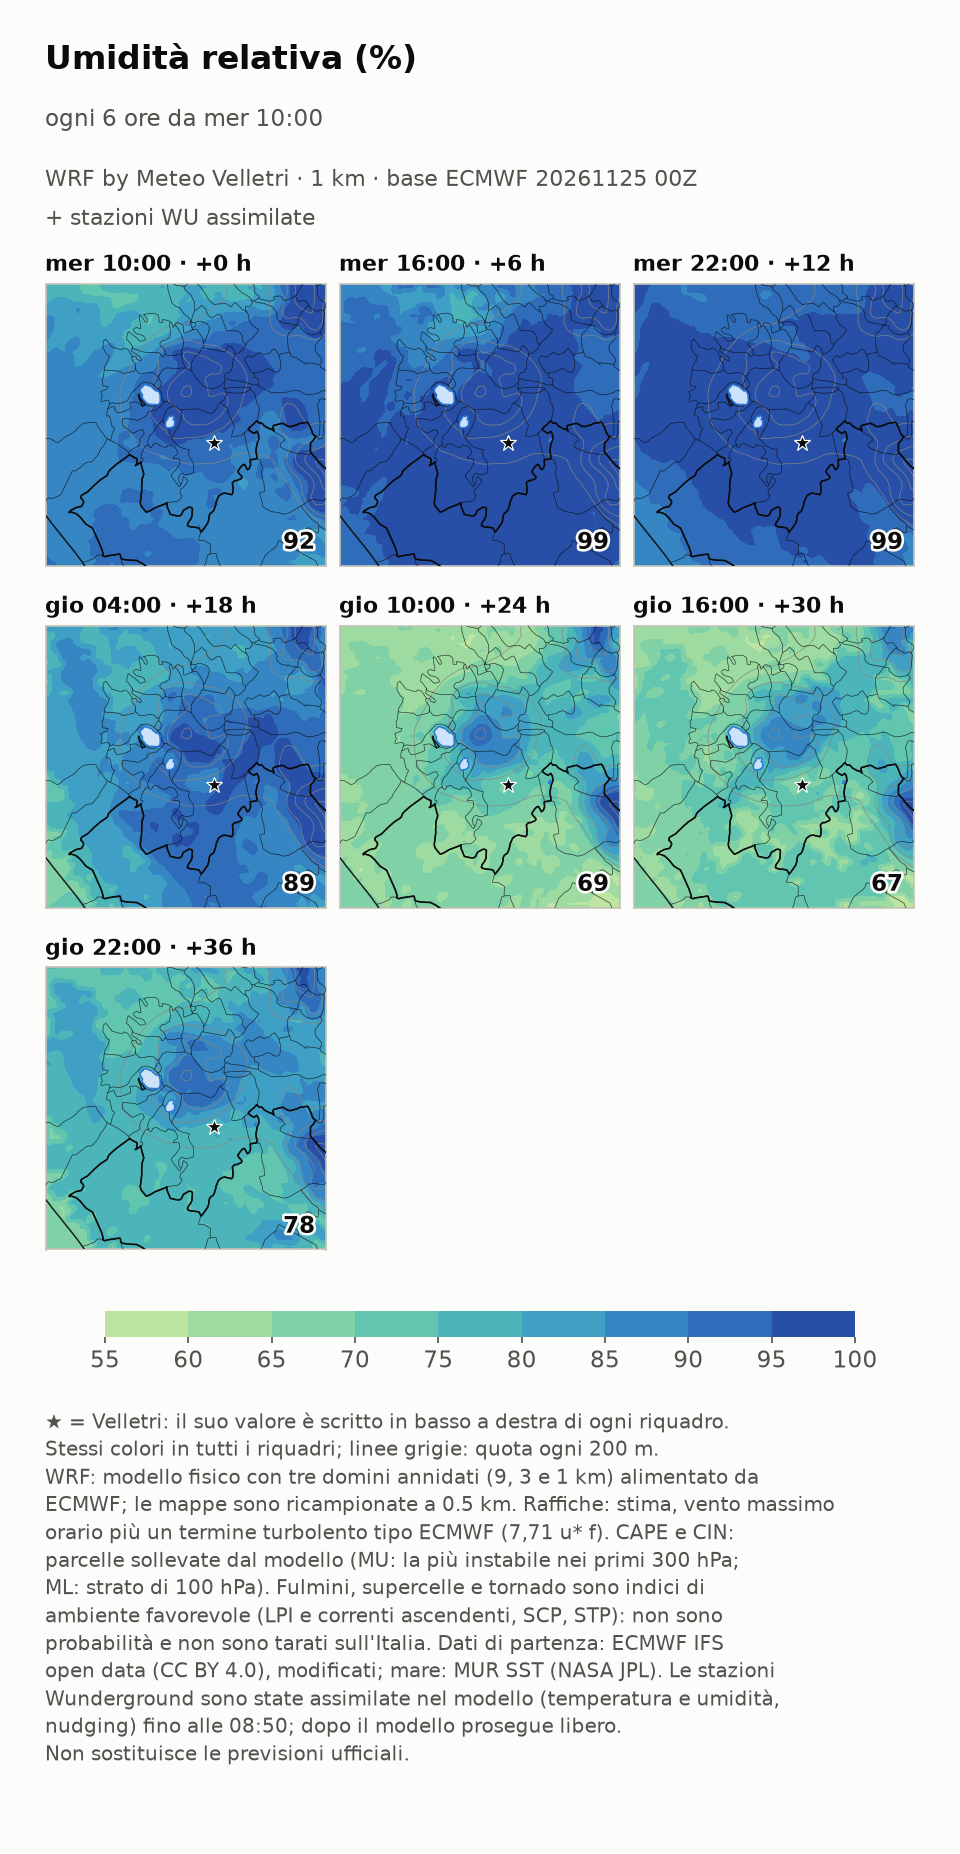 Umidità relativa (%)
ogni 6 ore da mer 10:00
WRF by Meteo Velletri · 1 km · base ECMWF 20261125 00Z
+ stazioni WU assimilate
mer 10:00 · +0 h
mer 16:00 · +6 h
mer 22:00 · +12 h
92
99
99
gio 04:00 · +18 h
gio 10:00 · +24 h
gio 16:00 · +30 h
89
69
67
gio 22:00 · +36 h
78
55 60 65 70 75 80 85 90 95 100
★ = Velletri: il suo valore è scritto in basso a destra di ogni riquadro.
Stessi colori in tutti i riquadri; linee grigie: quota ogni 200 m.
WRF: modello fisico con tre domini annidati (9, 3 e 1 km) alimentato da
ECMWF; le mappe sono ricampionate a 0.5 km. Raffiche: stima, vento massimo
orario più un termine turbolento tipo ECMWF (7,71 u* f). CAPE e CIN:
parcelle sollevate dal modello (MU: la più instabile nei primi 300 hPa;
ML: strato di 100 hPa). Fulmini, supercelle e tornado sono indici di
ambiente favorevole (LPI e correnti ascendenti, SCP, STP): non sono
probabilità e non sono tarati sull'Italia. Dati di partenza: ECMWF IFS
open data (CC BY 4.0), modificati; mare: MUR SST (NASA JPL). Le stazioni
Wunderground sono state assimilate nel modello (temperatura e umidità,
nudging) fino alle 08:50; dopo il modello prosegue libero.
Non sostituisce le previsioni ufficiali.